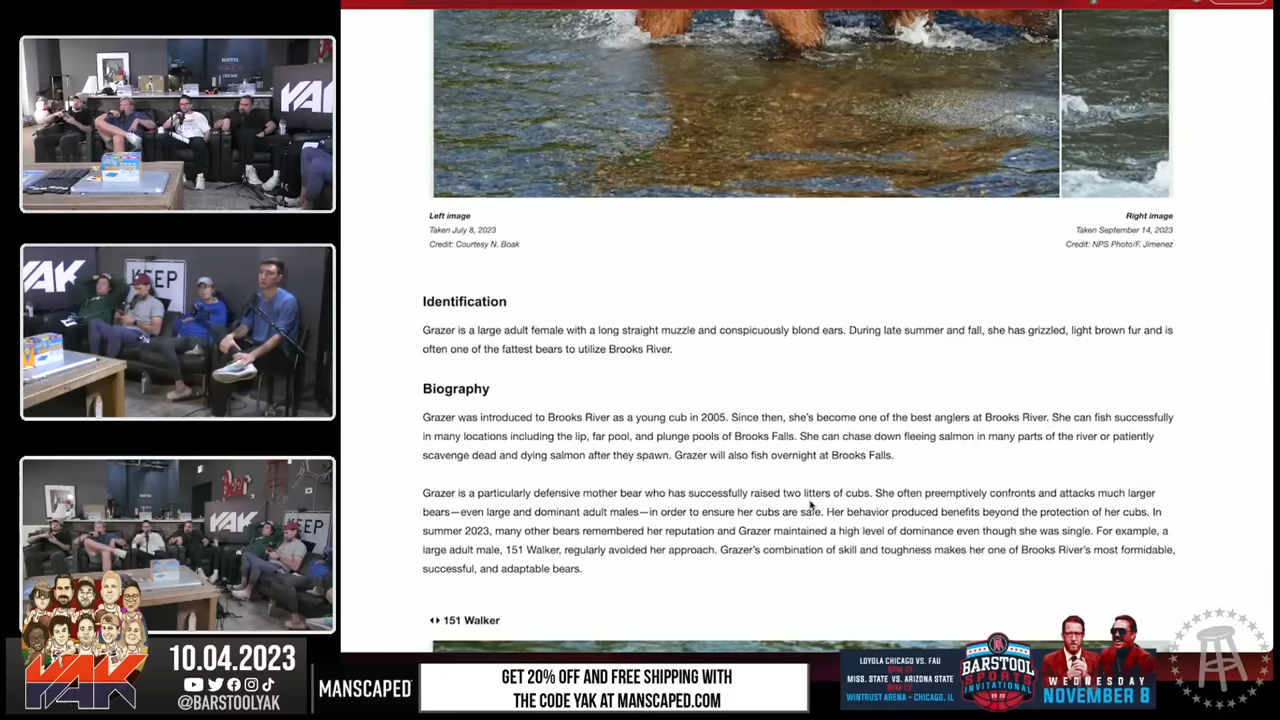 YA
YAK
KEEP
Left image
Taken July 8, 2023
Credit: Courtesy N. Boak
Right image
Taken September 14, 2023
Credit: NPS Photo/F. Jimenez
Identification
Grazer is a large adult female with a long straight muzzle and conspicuously blond ears. During late summer and fall, she has grizzled, light brown fur and is
often one of the fattest bears to utilize Brooks River.
Biography
Grazer was introduced to Brooks River as a young cub in 2005. Since then, she's become one of the best anglers at Brooks River. She can fish successfully
in many locations including the lip, far pool, and plunge pools of Brooks Falls. She can chase down fleeing salmon in many parts of the river or patiently
scavenge dead and dying salmon after they spawn. Grazer will also fish overnight at Brooks Falls.
Grazer is a particularly defensive mother bear who has successfully raised two litters of cubs. She often preemptively confronts and attacks much larger
bears—even large and dominant adult males—in order to ensure her cubs are safe. Her behavior produced benefits beyond the protection of her cubs. In
summer 2023, many other bears remembered her reputation and Grazer maintained a high level of dominance even though she was single. For example, a
large adult male, 151 Walker, regularly avoided her approach. Grazer's combination of skill and toughness makes her one of Brooks River's most formidable,
successful, and adaptable bears.
151 Walker
YAK
10.04.2023
@BARSTOOLYAK
MANSCAPED
GET 20% OFF AND FREE SHIPPING WITH
THE CODE YAK AT MANSCAPED.COM
LOYOLA CHICAGO VS. FAU
MISS. STATE VS. ARIZONA STATE
WINTRUST ARENA – CHICAGO, IL
BARSTOOL
SPORTS
INVITATIONAL
WEDNESDAY
NOVEMBER 8